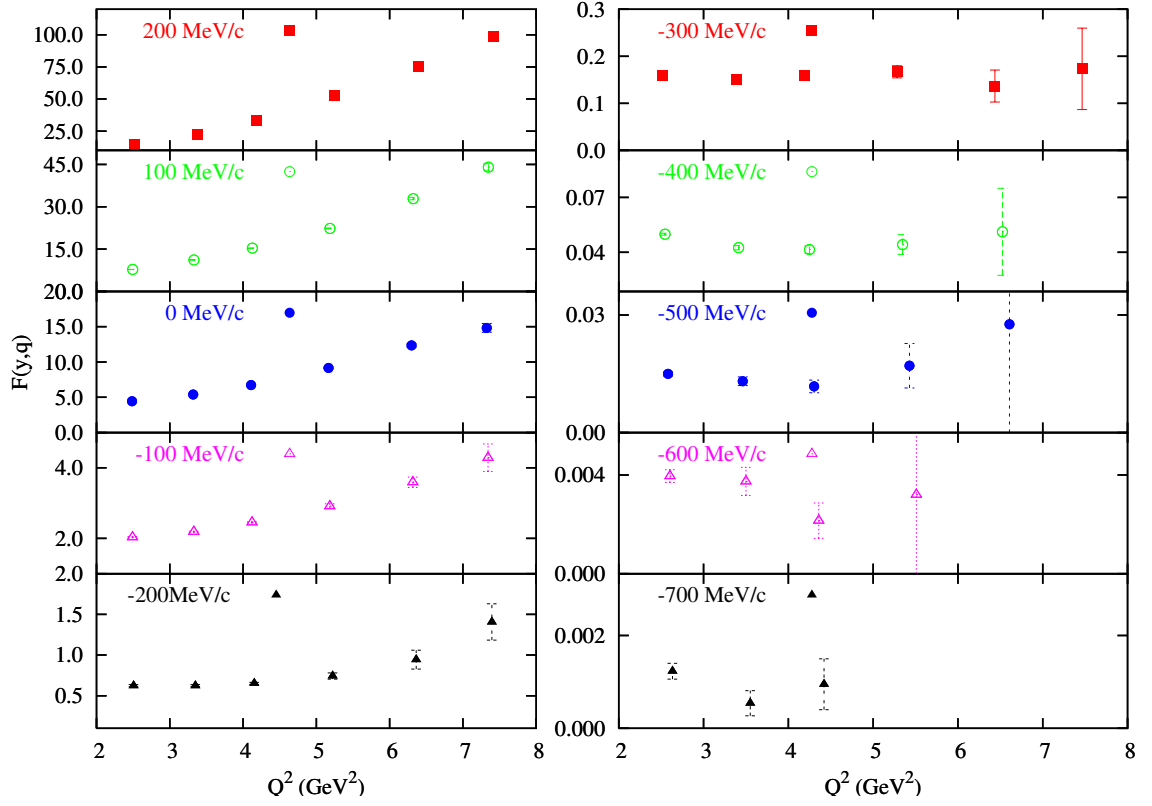 F(y,q)
200 MeV/c
100.0
75.0
50.0
25.0
100 MeV/c
45.0
30.0
15.0
20.0
0 MeV/c
15.0
10.0
5.0
0.0
-100 MeV/c
4.0
2.0
2.0
-200MeV/c
1.5
1.0
0.5
2 3 4 5 6 7 8
Q² (GeV²)
-300 MeV/c
0.3
0.2
0.1
0.0
-400 MeV/c
0.07
0.04
-500 MeV/c
0.03
0.00
-600 MeV/c
0.004
0.000
-700 MeV/c
0.002
0.000
2 3 4 5 6 7 8
Q² (GeV²)